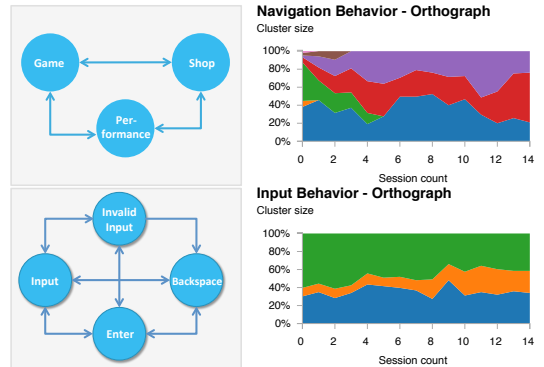 Game
Shop
Per-
formance
Navigation Behavior - Orthograph
Cluster size
100%
80%
60%
40%
20%
0%
0 2 4 6 8 10 12 14
Session count
Invalid
Input
Input
Backspace
Enter
Input Behavior - Orthograph
Cluster size
100%
80%
60%
40%
20%
0%
0 2 4 6 8 10 12 14
Session count